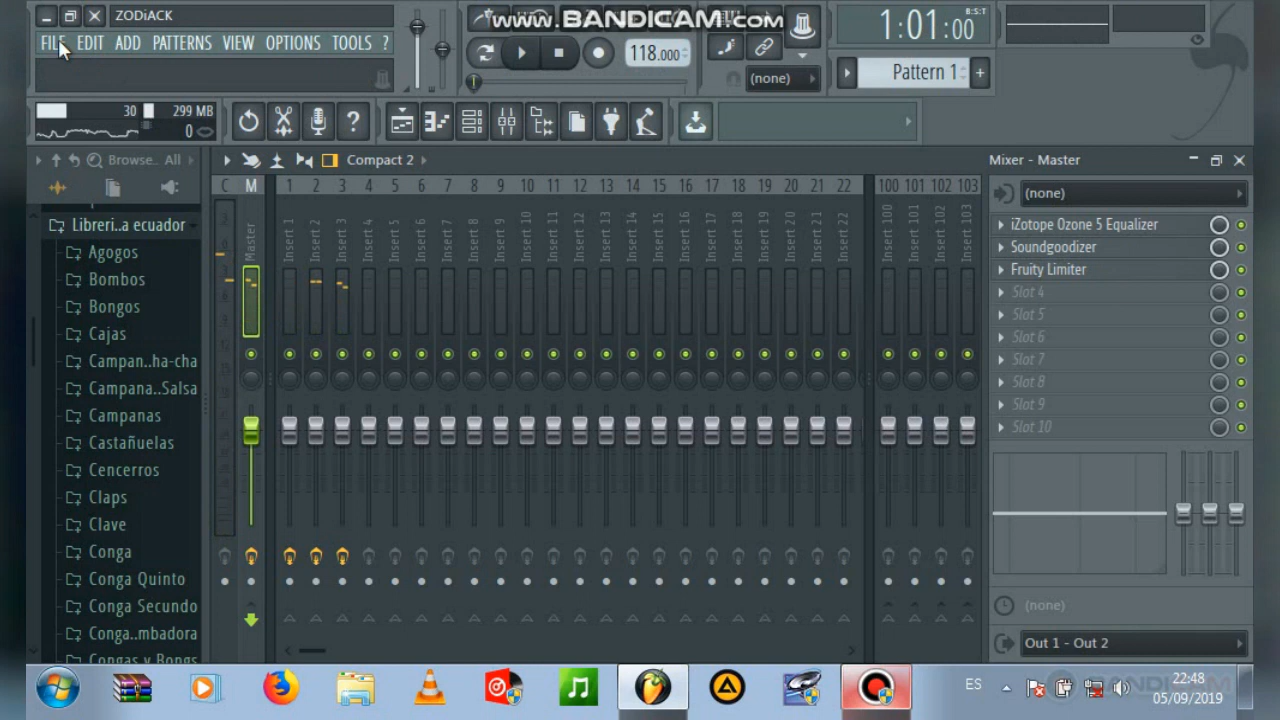 ZODiACK
www.BANDICAM.com
FILE EDIT ADD PATTERNS VIEW OPTIONS TOOLS ?
118.000
(none)
1:01:00
B:S:T
Pattern 1
30
299 MB
0
Browse.. All
Compact 2
Mixer - Master
C M 1 2 3 4 5 6 7 8 9 10 11 12 13 14 15 16 17 18 19 20 21 22 100 101 102 103
Master Insert 1 Insert 2 Insert 3 Insert 4 Insert 5 Insert 6 Insert 7 Insert 8 Insert 9 Insert 10 Insert 11 Insert 12 Insert 13 Insert 14 Insert 15 Insert 16 Insert 17 Insert 18 Insert 19 Insert 20 Insert 21 Insert 22 Insert 100 Insert 101 Insert 102 Insert 103
Libreri..a ecuador
Agogos
Bombos
Bongos
Cajas
Campan..ha-cha
Campana..Salsa
Campanas
Castañuelas
Cencerros
Claps
Clave
Conga
Conga Quinto
Conga Secundo
Conga..mbadora
Congas y Bongs
(none)
iZotope Ozone 5 Equalizer
Soundgoodizer
Fruity Limiter
Slot 4
Slot 5
Slot 6
Slot 7
Slot 8
Slot 9
Slot 10
(none)
Out 1 - Out 2
ES
22:48
05/09/2019
BANDICAM